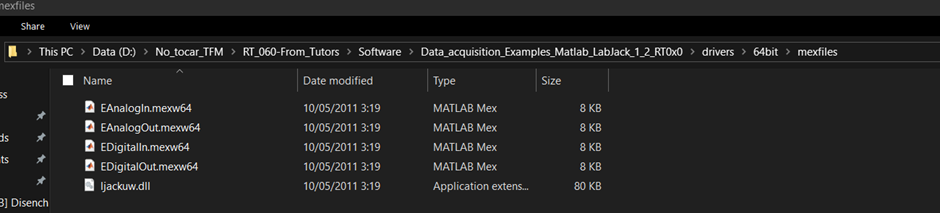 mexfiles
Share View
This PC > Data (D:) > No_tocar_TFM > RT_060-From_Tutors > Software > Data_acquisition_Examples_Matlab_LabJack_1_2_RT0x0 > drivers > 64bit > mexfiles
Name Date modified Type Size
EAnalogIn.mexw64 10/05/2011 3:19 MATLAB Mex 8 KB
EAnalogOut.mexw64 10/05/2011 3:19 MATLAB Mex 8 KB
EDigitalIn.mexw64 10/05/2011 3:19 MATLAB Mex 8 KB
EDigitalOut.mexw64 10/05/2011 3:19 MATLAB Mex 8 KB
ljackuw.dll 10/05/2011 3:19 Application extens... 80 KB
ss
ds
nts
3] Disench